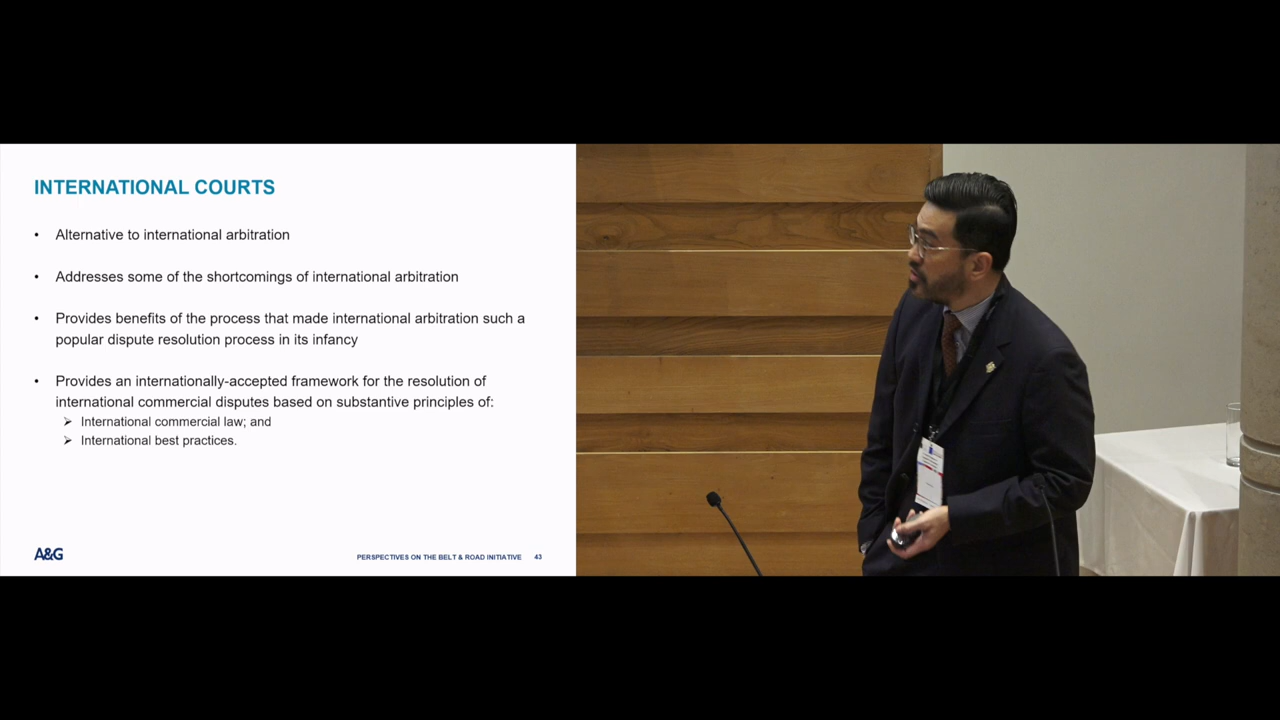 INTERNATIONAL COURTS
• Alternative to international arbitration
• Addresses some of the shortcomings of international arbitration
• Provides benefits of the process that made international arbitration such a
popular dispute resolution process in its infancy
• Provides an internationally-accepted framework for the resolution of
international commercial disputes based on substantive principles of:
➢ International commercial law; and
➢ International best practices.
A&G
PERSPECTIVES ON THE BELT & ROAD INITIATIVE 43